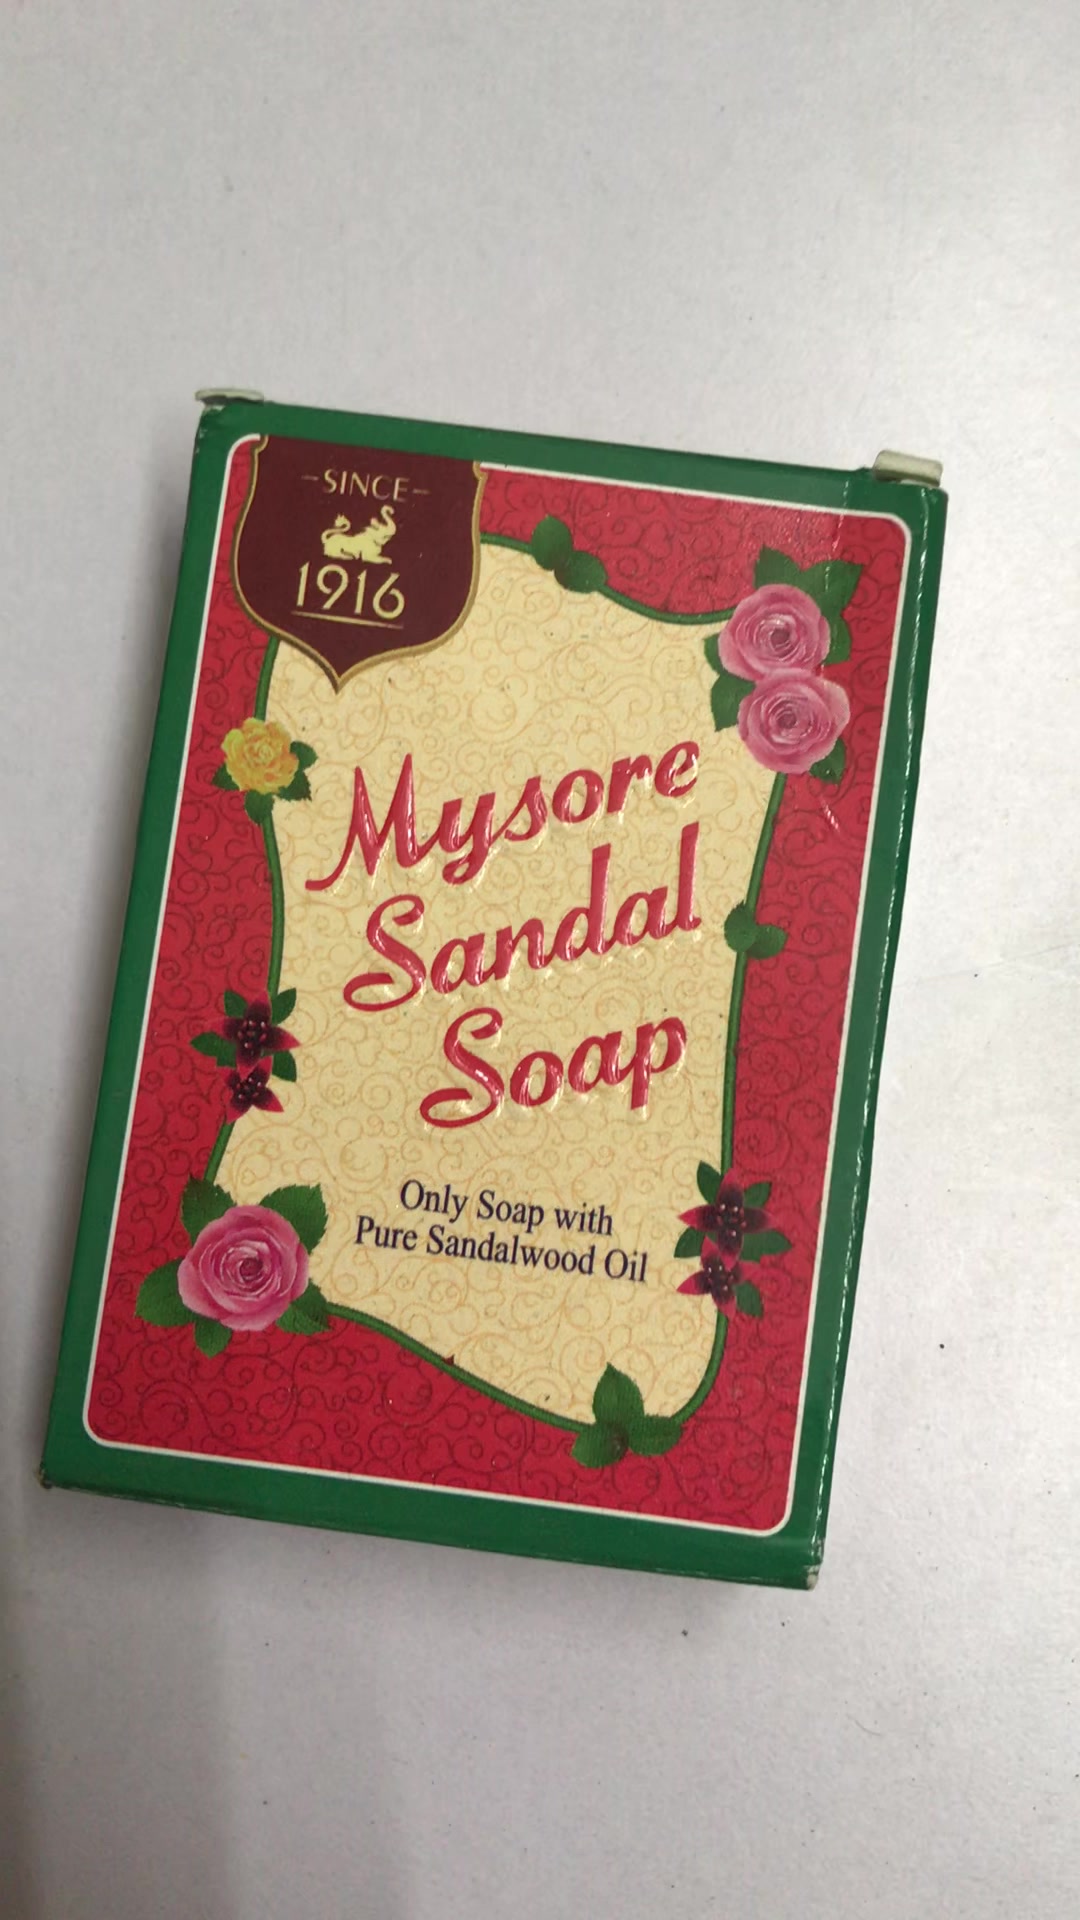 -SINCE-
1916
Mysore
Sandal
Soap
Only Soap with
Pure Sandalwood Oil